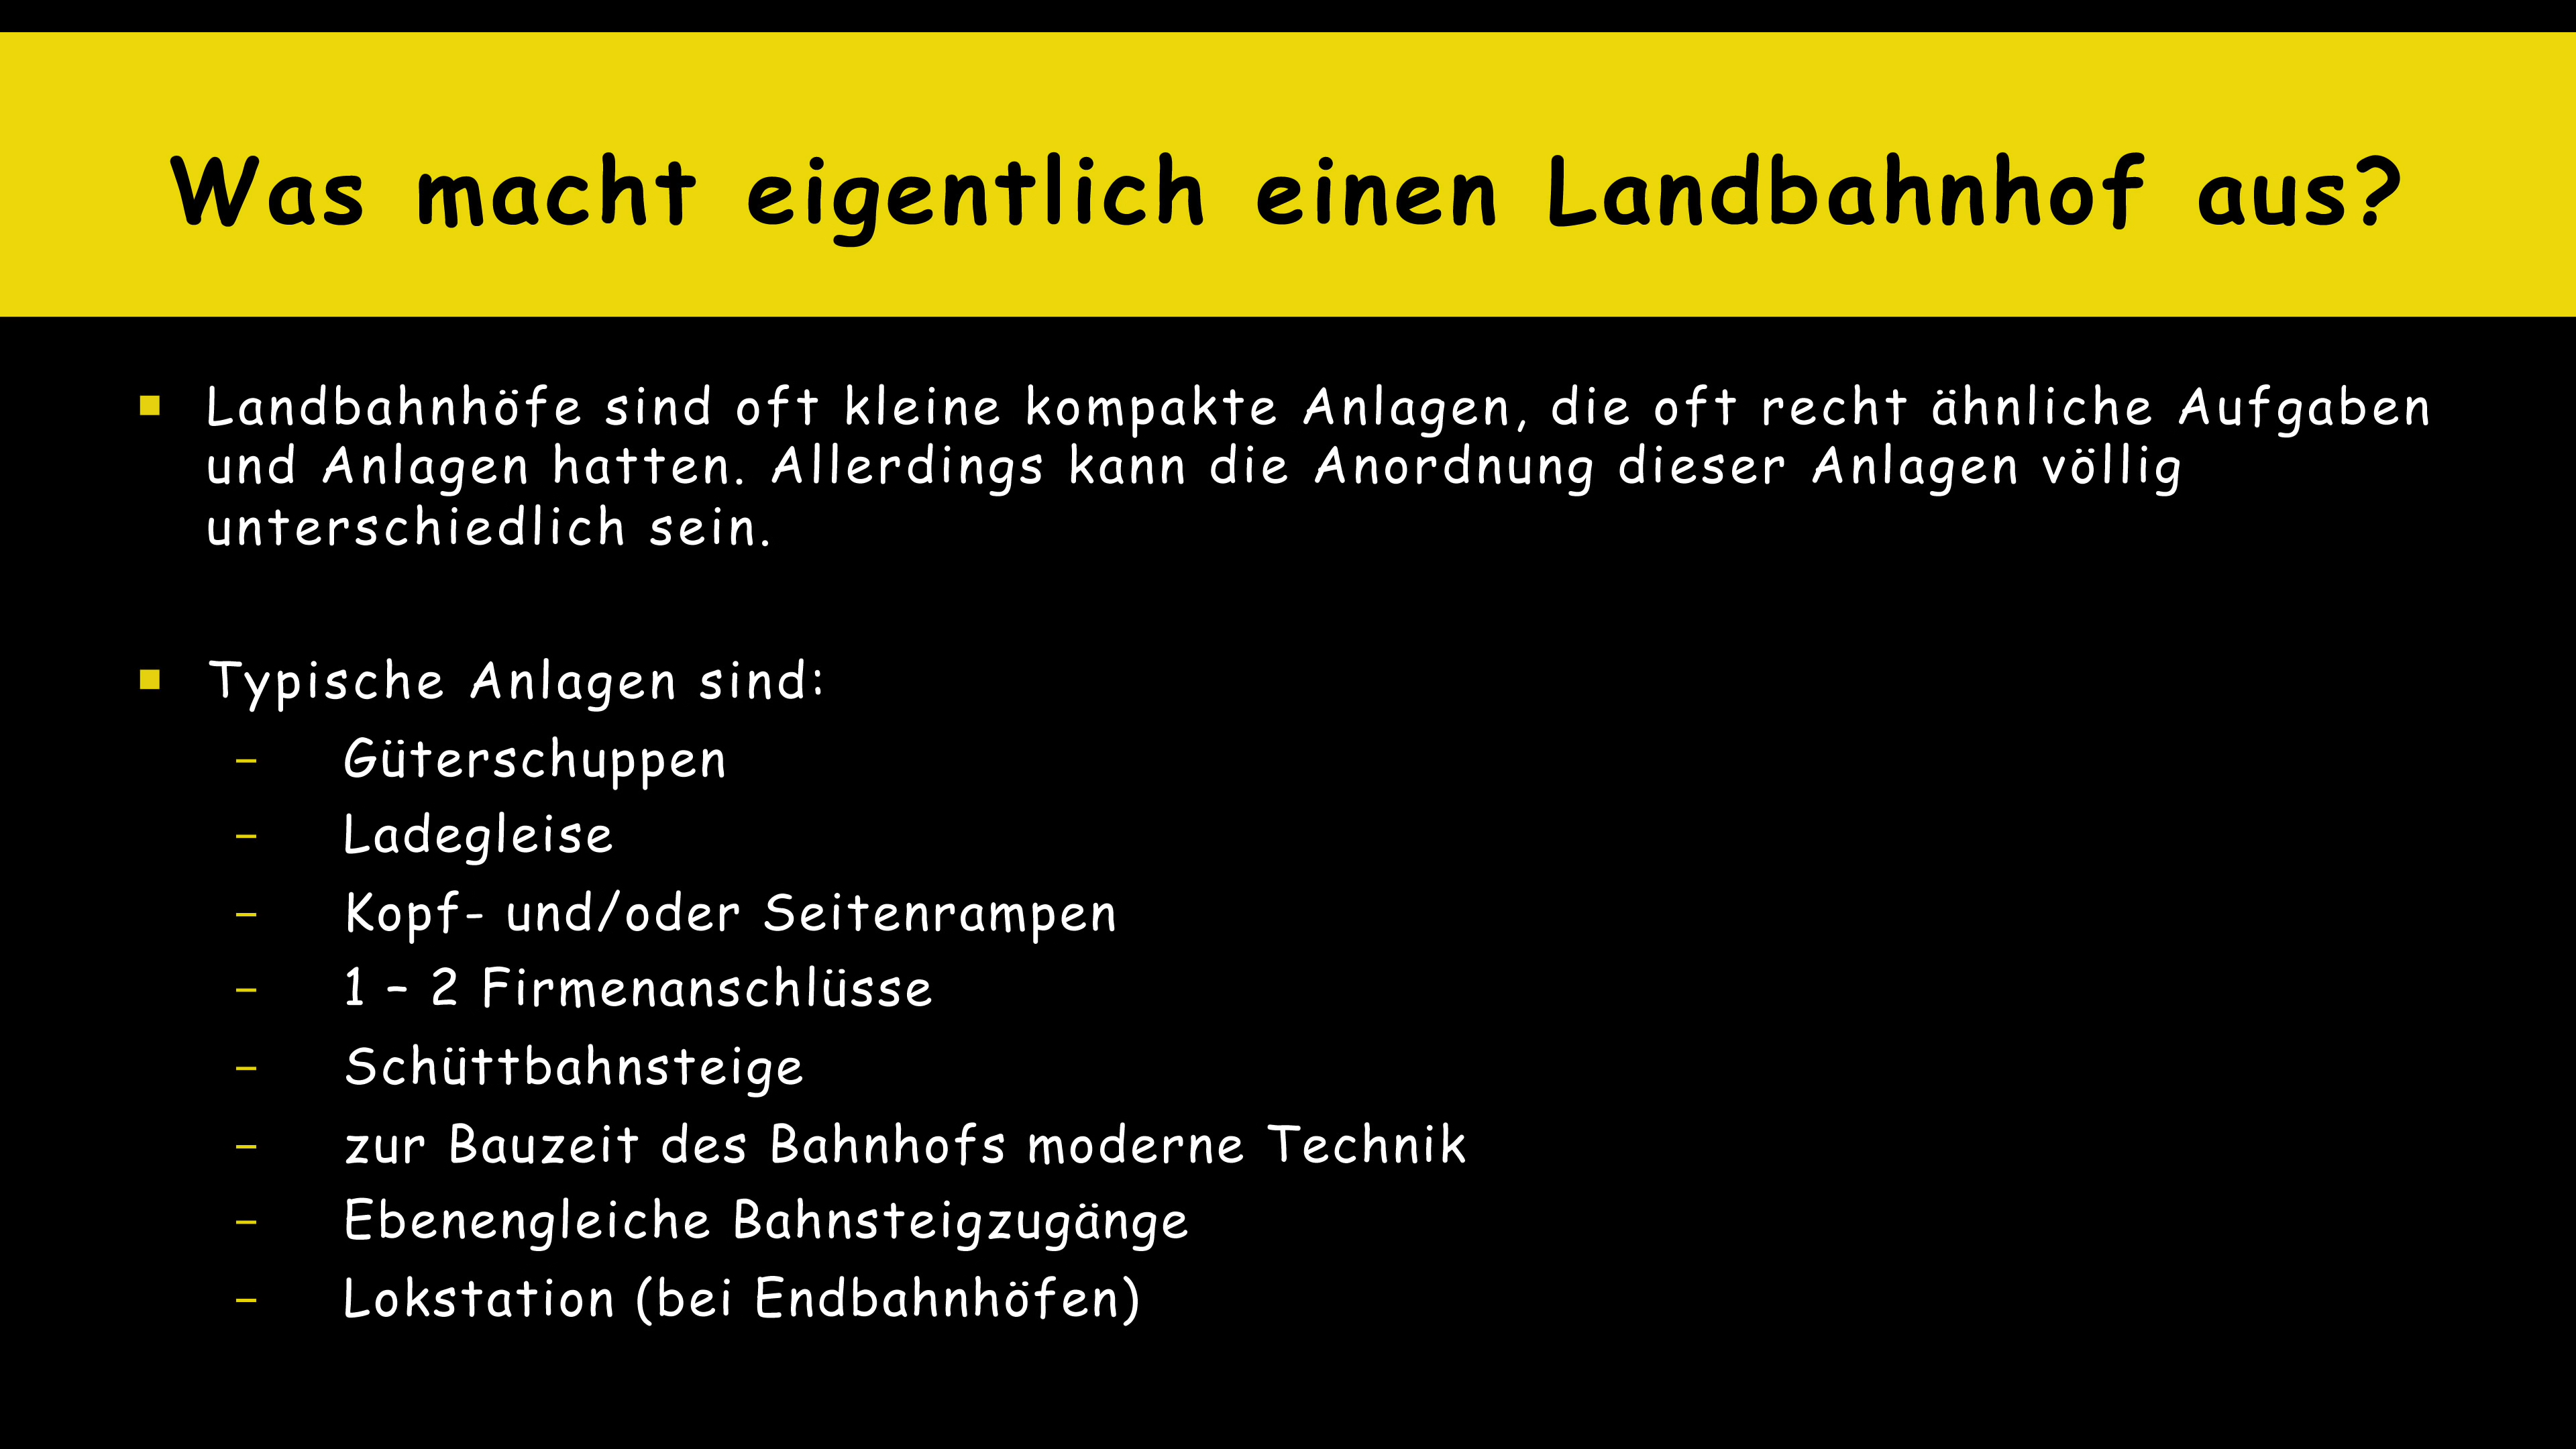 Was macht eigentlich einen Landbahnhof aus?
▪ Landbahnhöfe sind oft kleine kompakte Anlagen, die oft recht ähnliche Aufgaben
und Anlagen hatten. Allerdings kann die Anordnung dieser Anlagen völlig
unterschiedlich sein.
▪ Typische Anlagen sind:
– Güterschuppen
– Ladegleise
– Kopf- und/oder Seitenrampen
– 1 – 2 Firmenanschlüsse
– Schüttbahnsteige
– zur Bauzeit des Bahnhofs moderne Technik
– Ebenengleiche Bahnsteigzugänge
– Lokstation (bei Endbahnhöfen)